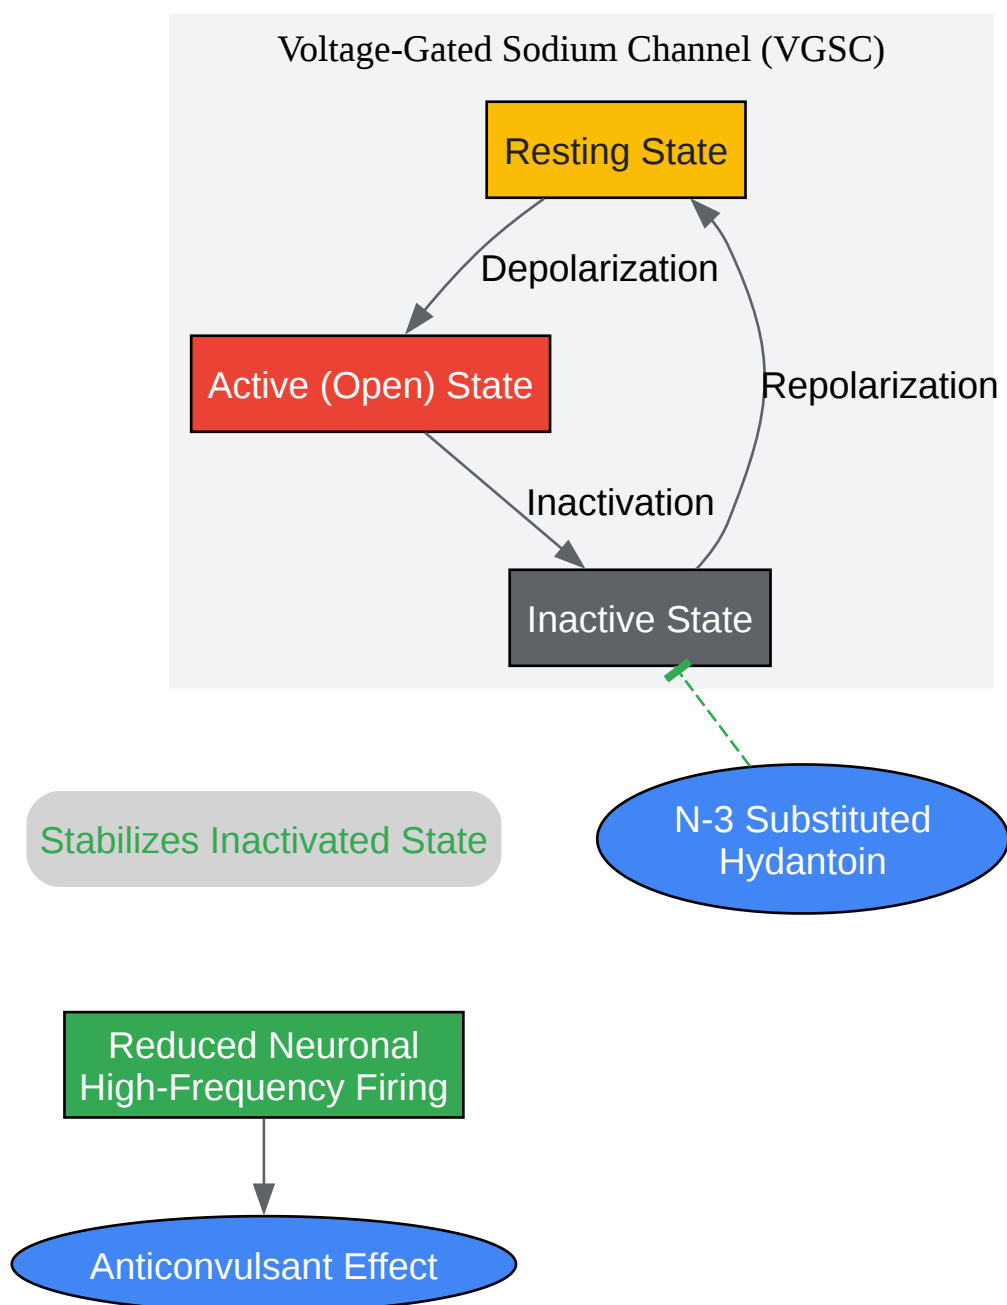 Voltage-Gated Sodium Channel (VGSC)
Resting State
Depolarization
Active (Open) State
Repolarization
Inactivation
Inactive State
N-3 Substituted
Hydantoin
Stabilizes Inactivated State
Reduced Neuronal
High-Frequency Firing
Anticonvulsant Effect